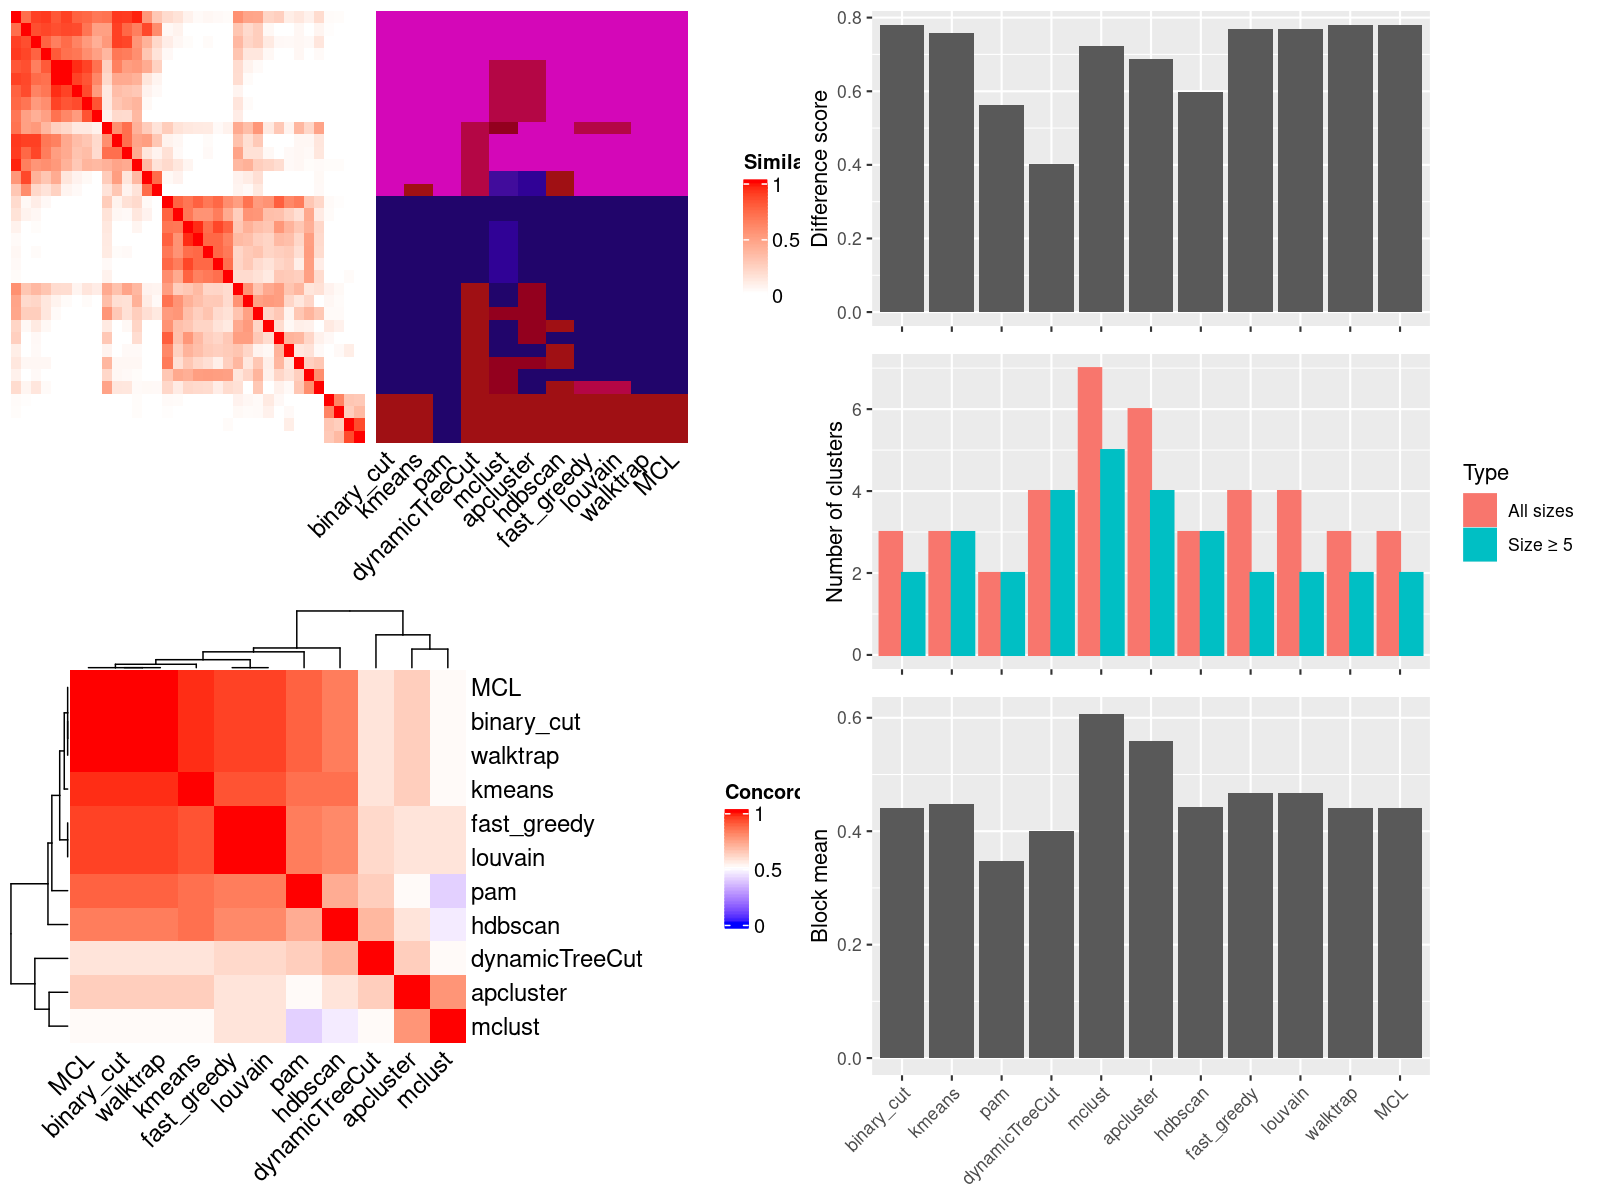 Simila
1
0.5
0
binary_cut
kmeans
pam
dynamicTreeCut
mclust
apcluster
hdbscan
fast_greedy
louvain
walktrap
MCL
MCL
binary_cut
walktrap
kmeans
fast_greedy
louvain
pam
hdbscan
dynamicTreeCut
apcluster
mclust
MCL
binary_cut
walktrap
kmeans
fast_greedy
louvain
pam
hdbscan
dynamicTreeCut
apcluster
mclust
Concord
1
0.5
0
Difference score
0.8
0.6
0.4
0.2
0.0
Number of clusters
6
4
2
0
Type
All sizes
Size ≥ 5
Block mean
0.6
0.4
0.2
0.0
binary_cut
kmeans
pam
dynamicTreeCut
mclust
apcluster
hdbscan
fast_greedy
louvain
walktrap
MCL